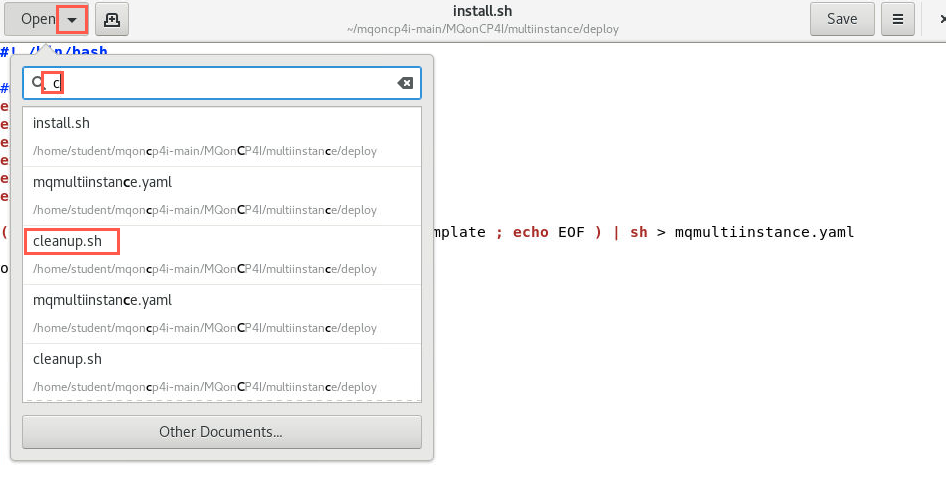 Open
install.sh
~/mqoncp4i-main/MQonCP4I/multiinstance/deploy
Save
#! /bin/bash
c
#
e
e
e
e
e
e
install.sh
/home/student/mqoncp4i-main/MQonCP4I/multiinstance/deploy
mqmultiinstance.yaml
/home/student/mqoncp4i-main/MQonCP4I/multiinstance/deploy
( mplate ; echo EOF ) | sh > mqmultiinstance.yaml
cleanup.sh
/home/student/mqoncp4i-main/MQonCP4I/multiinstance/deploy
mqmultiinstance.yaml
/home/student/mqoncp4i-main/MQonCP4I/multiinstance/deploy
cleanup.sh
/home/student/mqoncp4i-main/MQonCP4I/multiinstance/deploy
Other Documents...